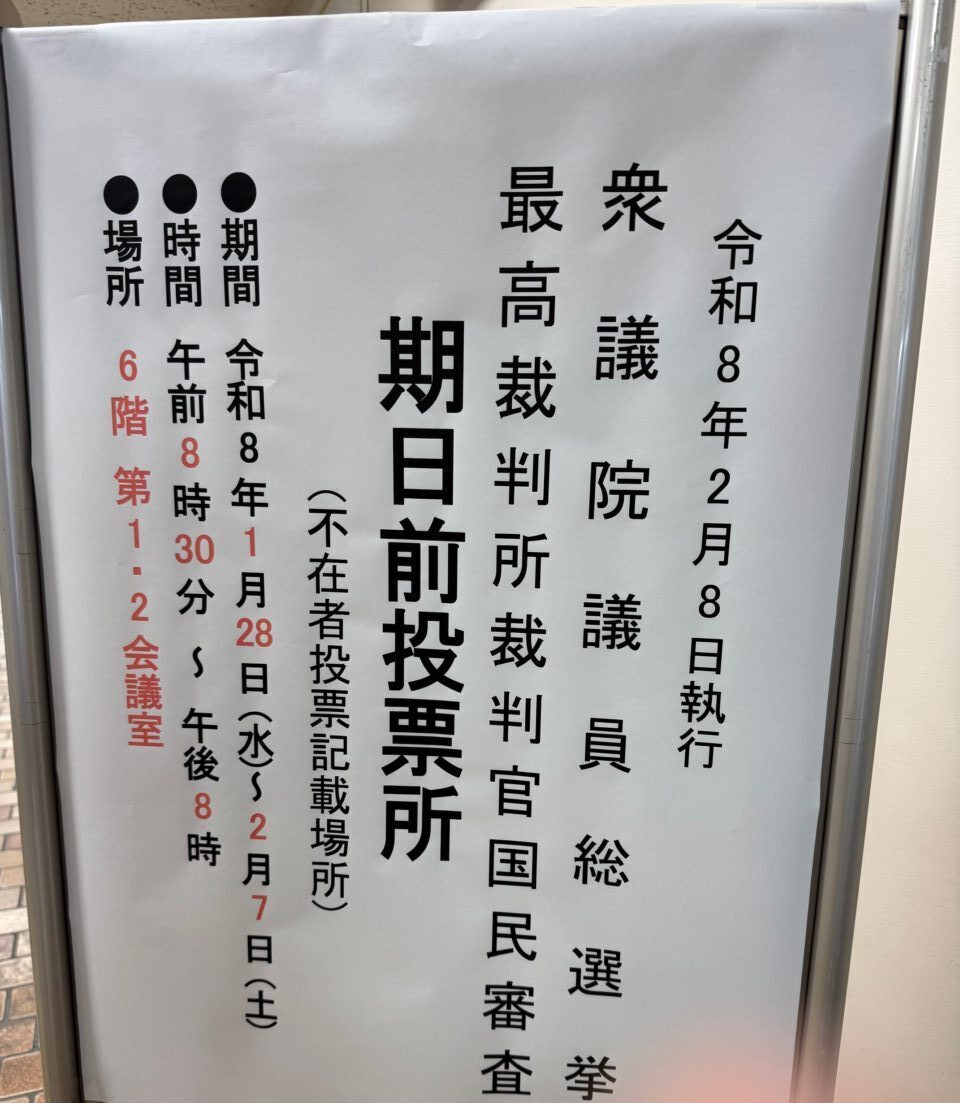 令和８年２月８日執行
衆議院議員総選挙
最高裁判所裁判官国民審査
期日前投票所
（不在者投票記載場所）
●期間　令和８年１月28日（水）～２月７日（土）
●時間　午前８時30分　～　午後８時
●場所　６階　第１・２会議室